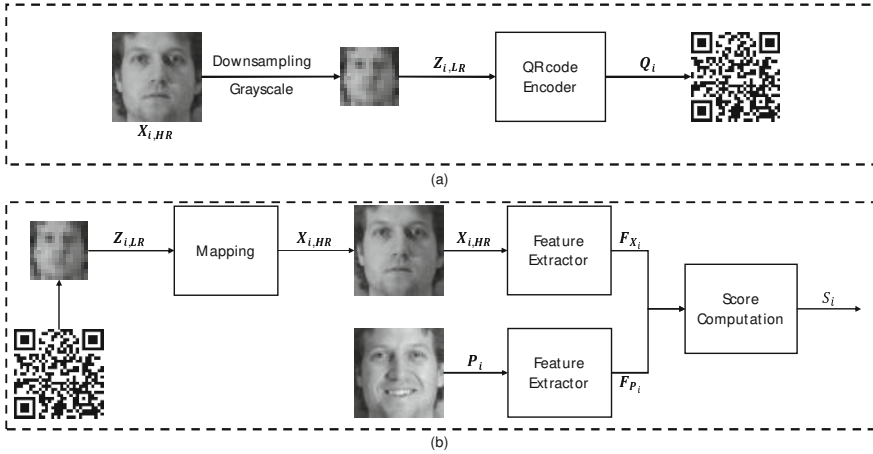 Downsampling
Grayscale
X_{i,HR}
Z_{i,LR}
QRcode
Encoder
Q_i
(a)
Z_{i,LR}
Mapping
X_{i,HR}
X_{i,HR}
Feature
Extractor
F_{X_i}
Score
Computation
S_i
P_i
Feature
Extractor
F_{P_i}
(b)